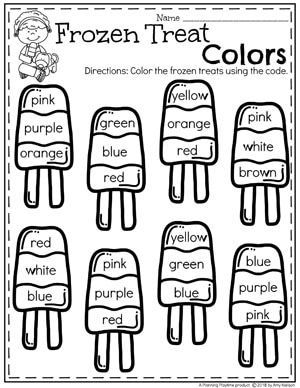 Name
Frozen Treat
Colors
Directions: Color the frozen treats using the code.
pink
purple
orange
green
blue
red
yellow
orange
red
pink
white
brown
red
white
blue
pink
purple
red
yellow
green
blue
blue
purple
pink
A Planning Playtime product © 2018 by Amy Nielson